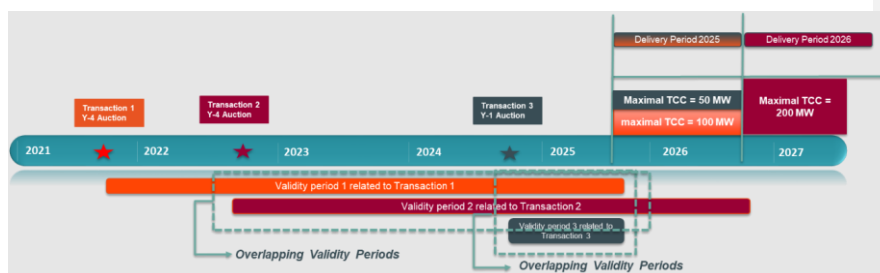 Delivery Period 2025
Delivery Period 2026
Transaction 1
Y-4 Auction
Transaction 2
Y-4 Auction
Transaction 3
Y-1 Auction
Maximal TCC = 50 MW
maximal TCC = 100 MW
Maximal TCC =
200 MW
2021
2022
2023
2024
2025
2026
2027
Validity period 1 related to Transaction 1
Validity period 2 related to Transaction 2
Validity period 3 related to
Transaction 3
Overlapping Validity Periods
Overlapping Validity Periods